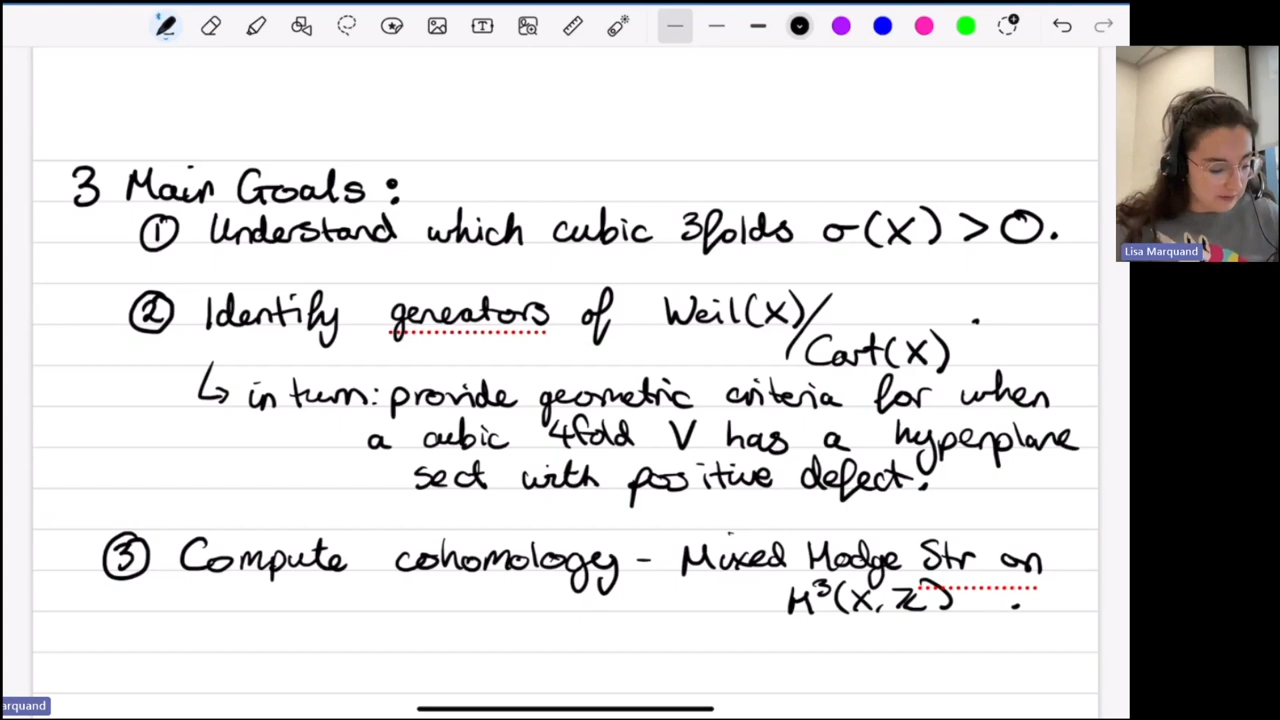 3 Main Goals:
① Understand which cubic 3folds σ(X) > 0.
② Identify geneators of Weil(X)/Cart(X).
↳ in turn: provide geometric criteria for when
a cubic 4fold V has a hyperplane
sect with positive defect.
③ Compute cohomology - Mixed Hodge Str on
H³(X, ℤ).
Lisa Marquand
arquand